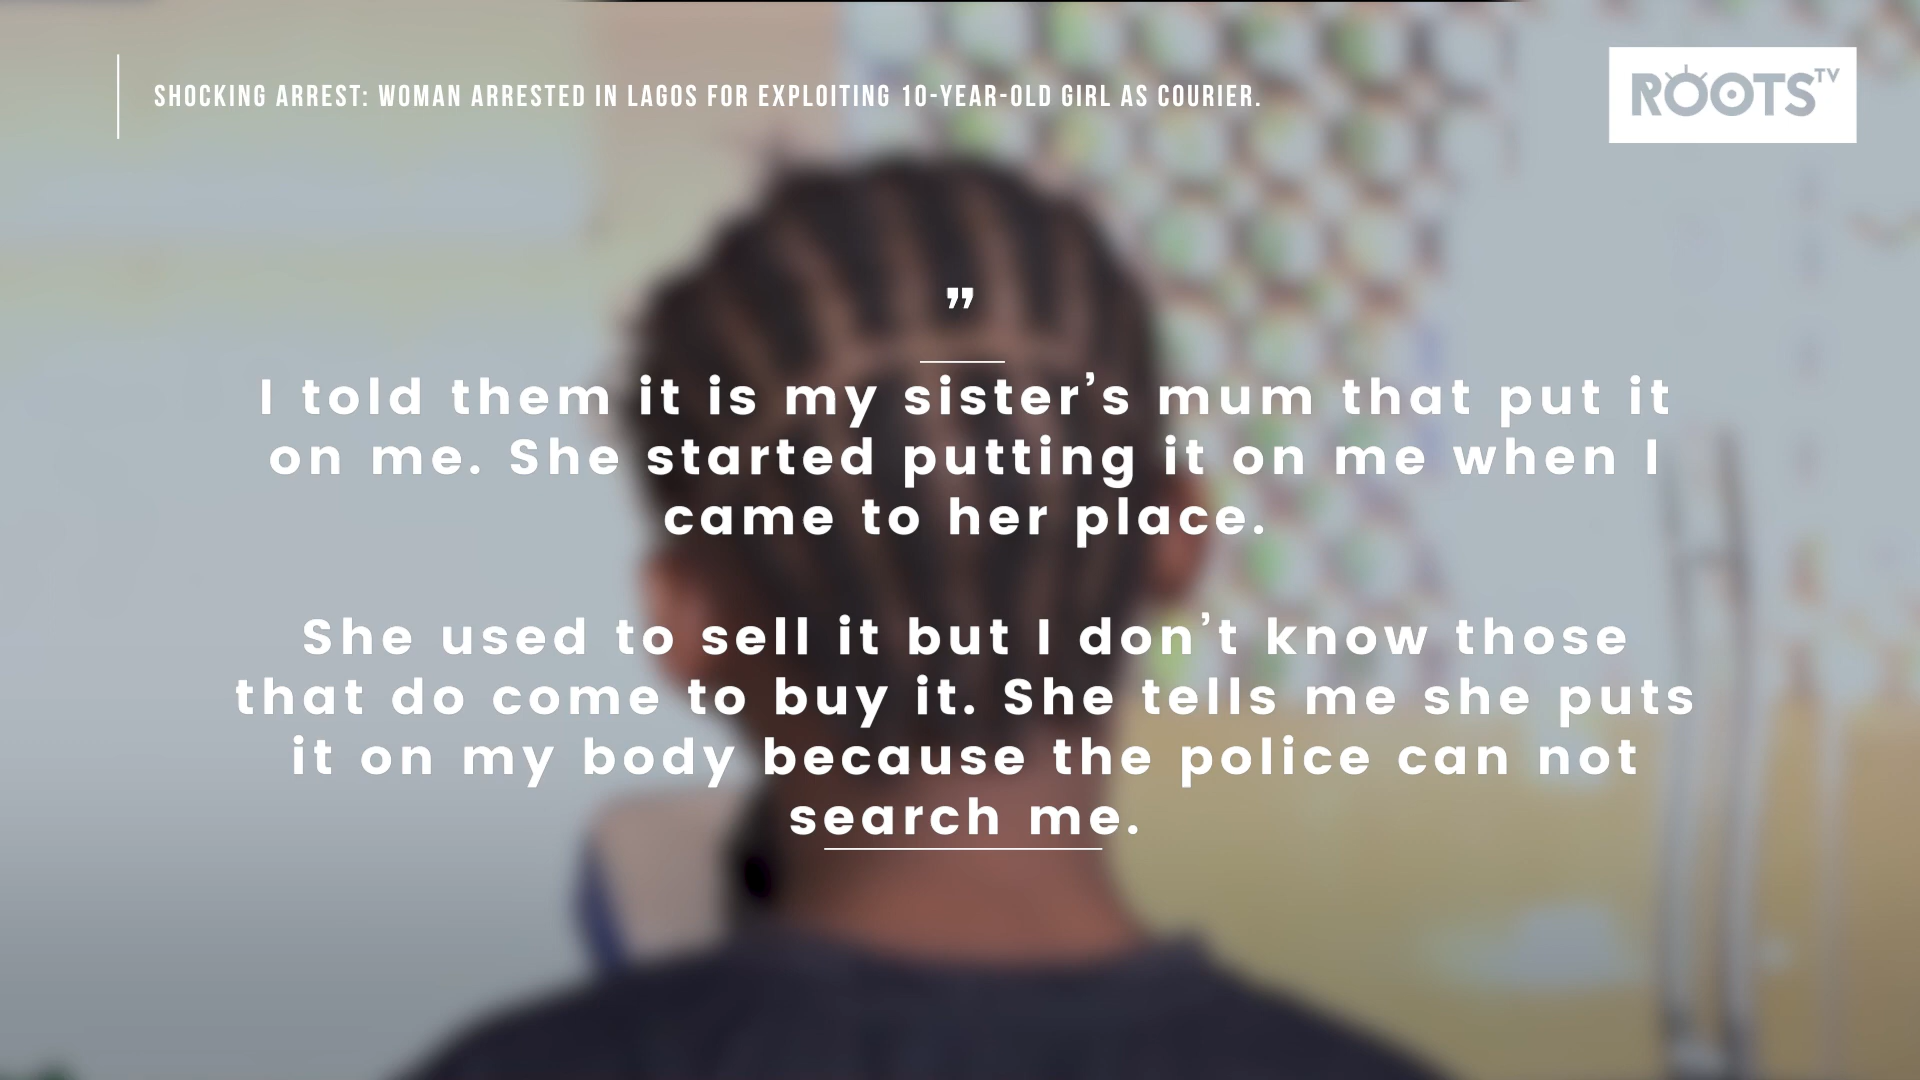 SHOCKING ARREST: WOMAN ARRESTED IN LAGOS FOR EXPLOITING 10-YEAR-OLD GIRL AS COURIER.
ROOTS TV
”
I told them it is my sister’s mum that put it
on me. She started putting it on me when I
came to her place.
She used to sell it but I don’t know those
that do come to buy it. She tells me she puts
it on my body because the police can not
search me.